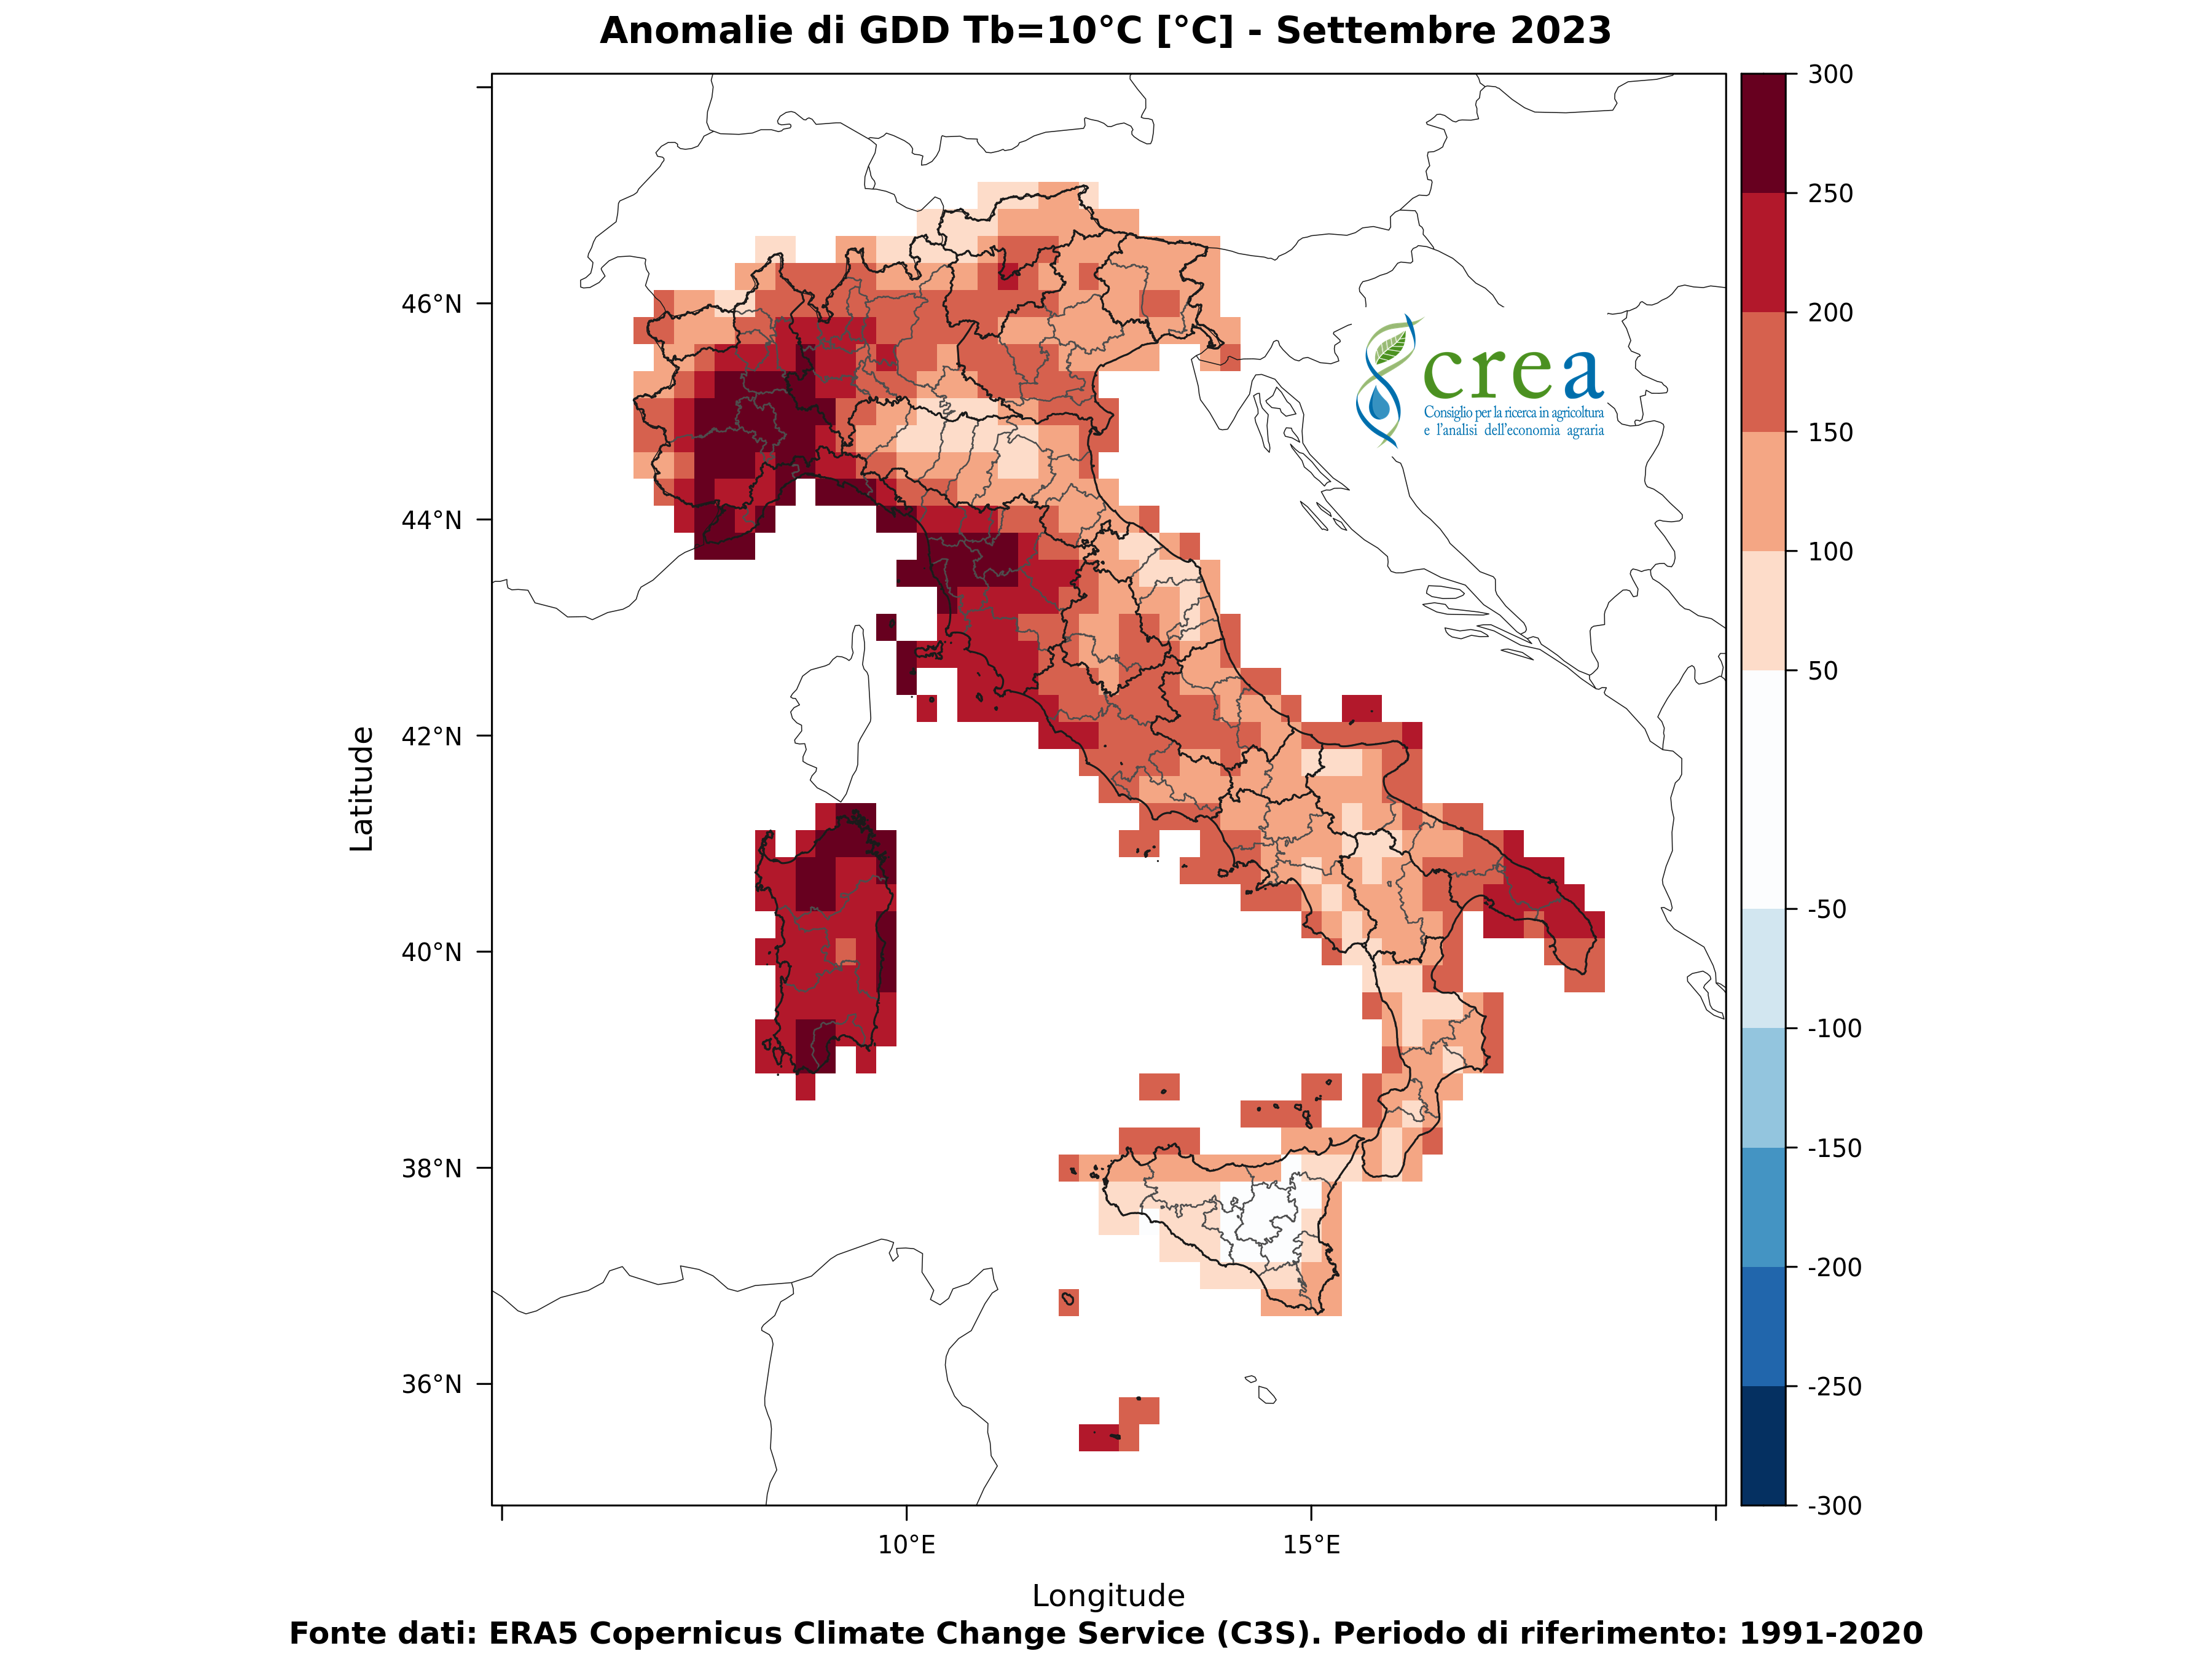 Anomalie di GDD Tb=10°C [°C] - Settembre 2023
300
250
200
150
100
50
-50
-100
-150
-200
-250
-300
46°N
44°N
42°N
40°N
38°N
36°N
Latitude
crea
Consiglio per la ricerca in agricoltura
e l'analisi dell'economia agraria
10°E
15°E
Longitude
Fonte dati: ERA5 Copernicus Climate Change Service (C3S). Periodo di riferimento: 1991-2020